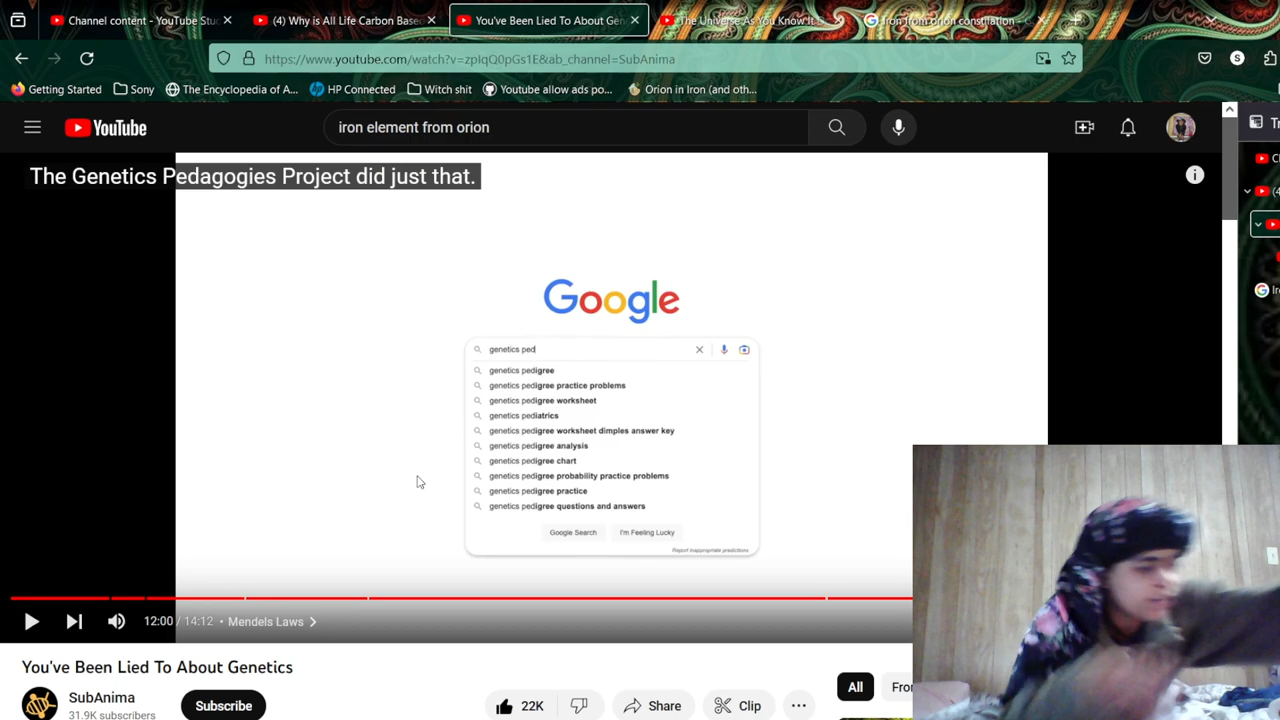 Channel content - YouTube Stu
(4) Why is All Life Carbon Base
You've Been Lied To About Gen
The Universe As You Know It D
Iron from orion constilation - G
https://www.youtube.com/watch?v=zpIqQ0pGs1E&ab_channel=SubAnima
S
Getting Started
Sony
The Encyclopedia of A...
HP Connected
Witch shit
Youtube allow ads po...
Orion in Iron (and oth...
YouTube
iron element from orion
Tr
The Genetics Pedagogies Project did just that.
Cl
(4
Ir
Google
genetics ped
genetics pedigree
genetics pedigree practice problems
genetics pedigree worksheet
genetics pediatrics
genetics pedigree worksheet dimples answer key
genetics pedigree analysis
genetics pedigree chart
genetics pedigree probability practice problems
genetics pedigree practice
genetics pedigree questions and answers
Google Search
I'm Feeling Lucky
Report inappropriate predictions
12:00 / 14:12 • Mendels Laws
You've Been Lied To About Genetics
SubAnima
31.9K subscribers
Subscribe
22K
Share
Clip
All
Fro